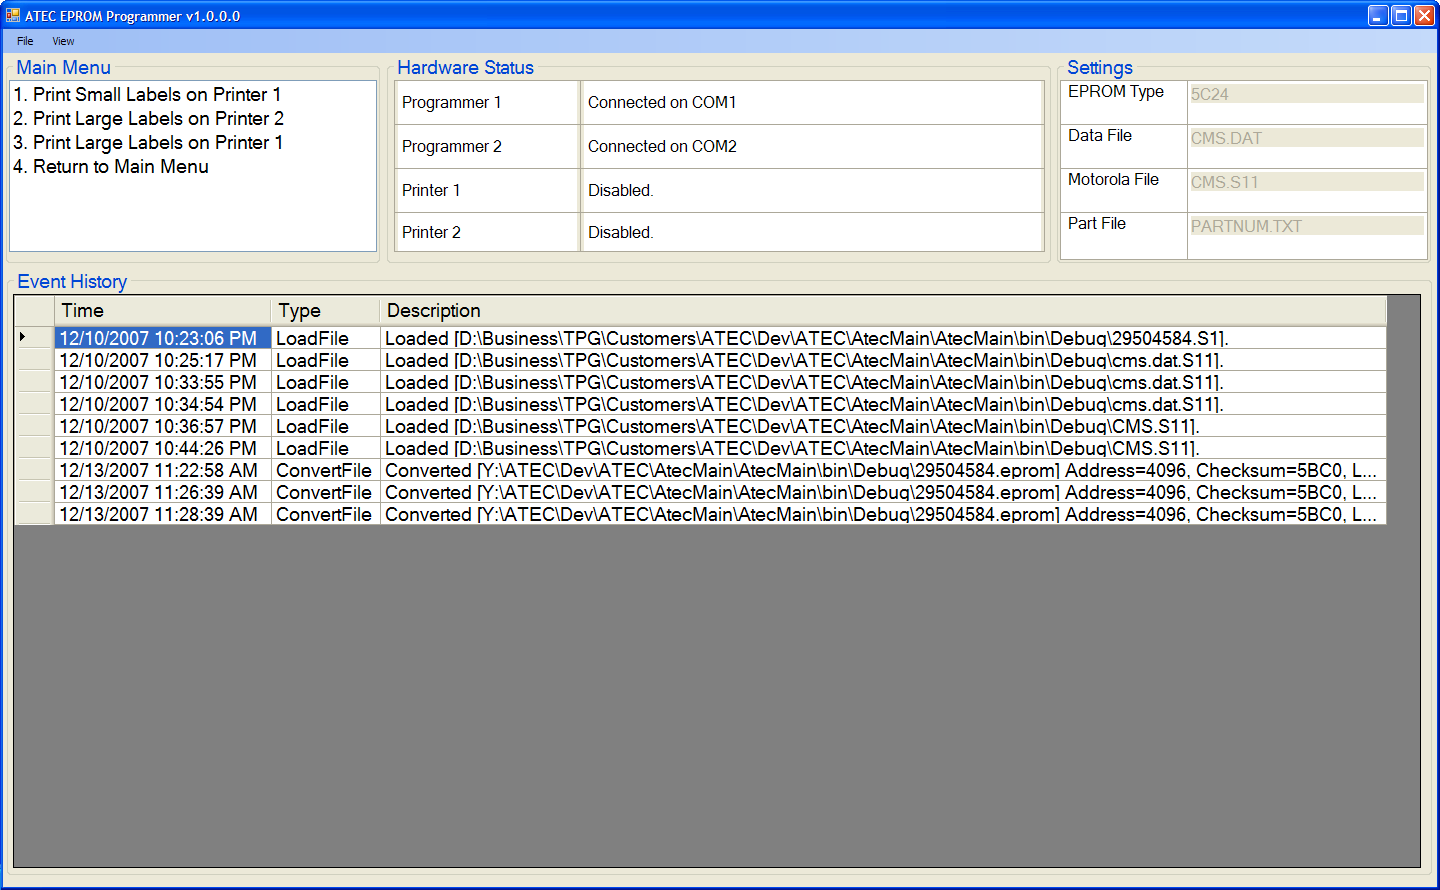 ATEC EPROM Programmer v1.0.0.0
File View
Main Menu
1. Print Small Labels on Printer 1
2. Print Large Labels on Printer 2
3. Print Large Labels on Printer 1
4. Return to Main Menu
Hardware Status
Programmer 1 Connected on COM1
Programmer 2 Connected on COM2
Printer 1 Disabled.
Printer 2 Disabled.
Settings
EPROM Type 5C24
Data File CMS.DAT
Motorola File CMS.S11
Part File PARTNUM.TXT
Event History
Time Type Description
12/10/2007 10:23:06 PM LoadFile Loaded [D:\Business\TPG\Customers\ATEC\Dev\ATEC\AtecMain\AtecMain\bin\Debug\29504584.S1].
12/10/2007 10:25:17 PM LoadFile Loaded [D:\Business\TPG\Customers\ATEC\Dev\ATEC\AtecMain\AtecMain\bin\Debug\cms.dat.S11].
12/10/2007 10:33:55 PM LoadFile Loaded [D:\Business\TPG\Customers\ATEC\Dev\ATEC\AtecMain\AtecMain\bin\Debug\cms.dat.S11].
12/10/2007 10:34:54 PM LoadFile Loaded [D:\Business\TPG\Customers\ATEC\Dev\ATEC\AtecMain\AtecMain\bin\Debug\cms.dat.S11].
12/10/2007 10:36:57 PM LoadFile Loaded [D:\Business\TPG\Customers\ATEC\Dev\ATEC\AtecMain\AtecMain\bin\Debug\CMS.S11].
12/10/2007 10:44:26 PM LoadFile Loaded [D:\Business\TPG\Customers\ATEC\Dev\ATEC\AtecMain\AtecMain\bin\Debug\CMS.S11].
12/13/2007 11:22:58 AM ConvertFile Converted [Y:\ATEC\Dev\ATEC\AtecMain\AtecMain\bin\Debug\29504584.eprom] Address=4096, Checksum=5BC0, L...
12/13/2007 11:26:39 AM ConvertFile Converted [Y:\ATEC\Dev\ATEC\AtecMain\AtecMain\bin\Debug\29504584.eprom] Address=4096, Checksum=5BC0, L...
12/13/2007 11:28:39 AM ConvertFile Converted [Y:\ATEC\Dev\ATEC\AtecMain\AtecMain\bin\Debug\29504584.eprom] Address=4096, Checksum=5BC0, L...